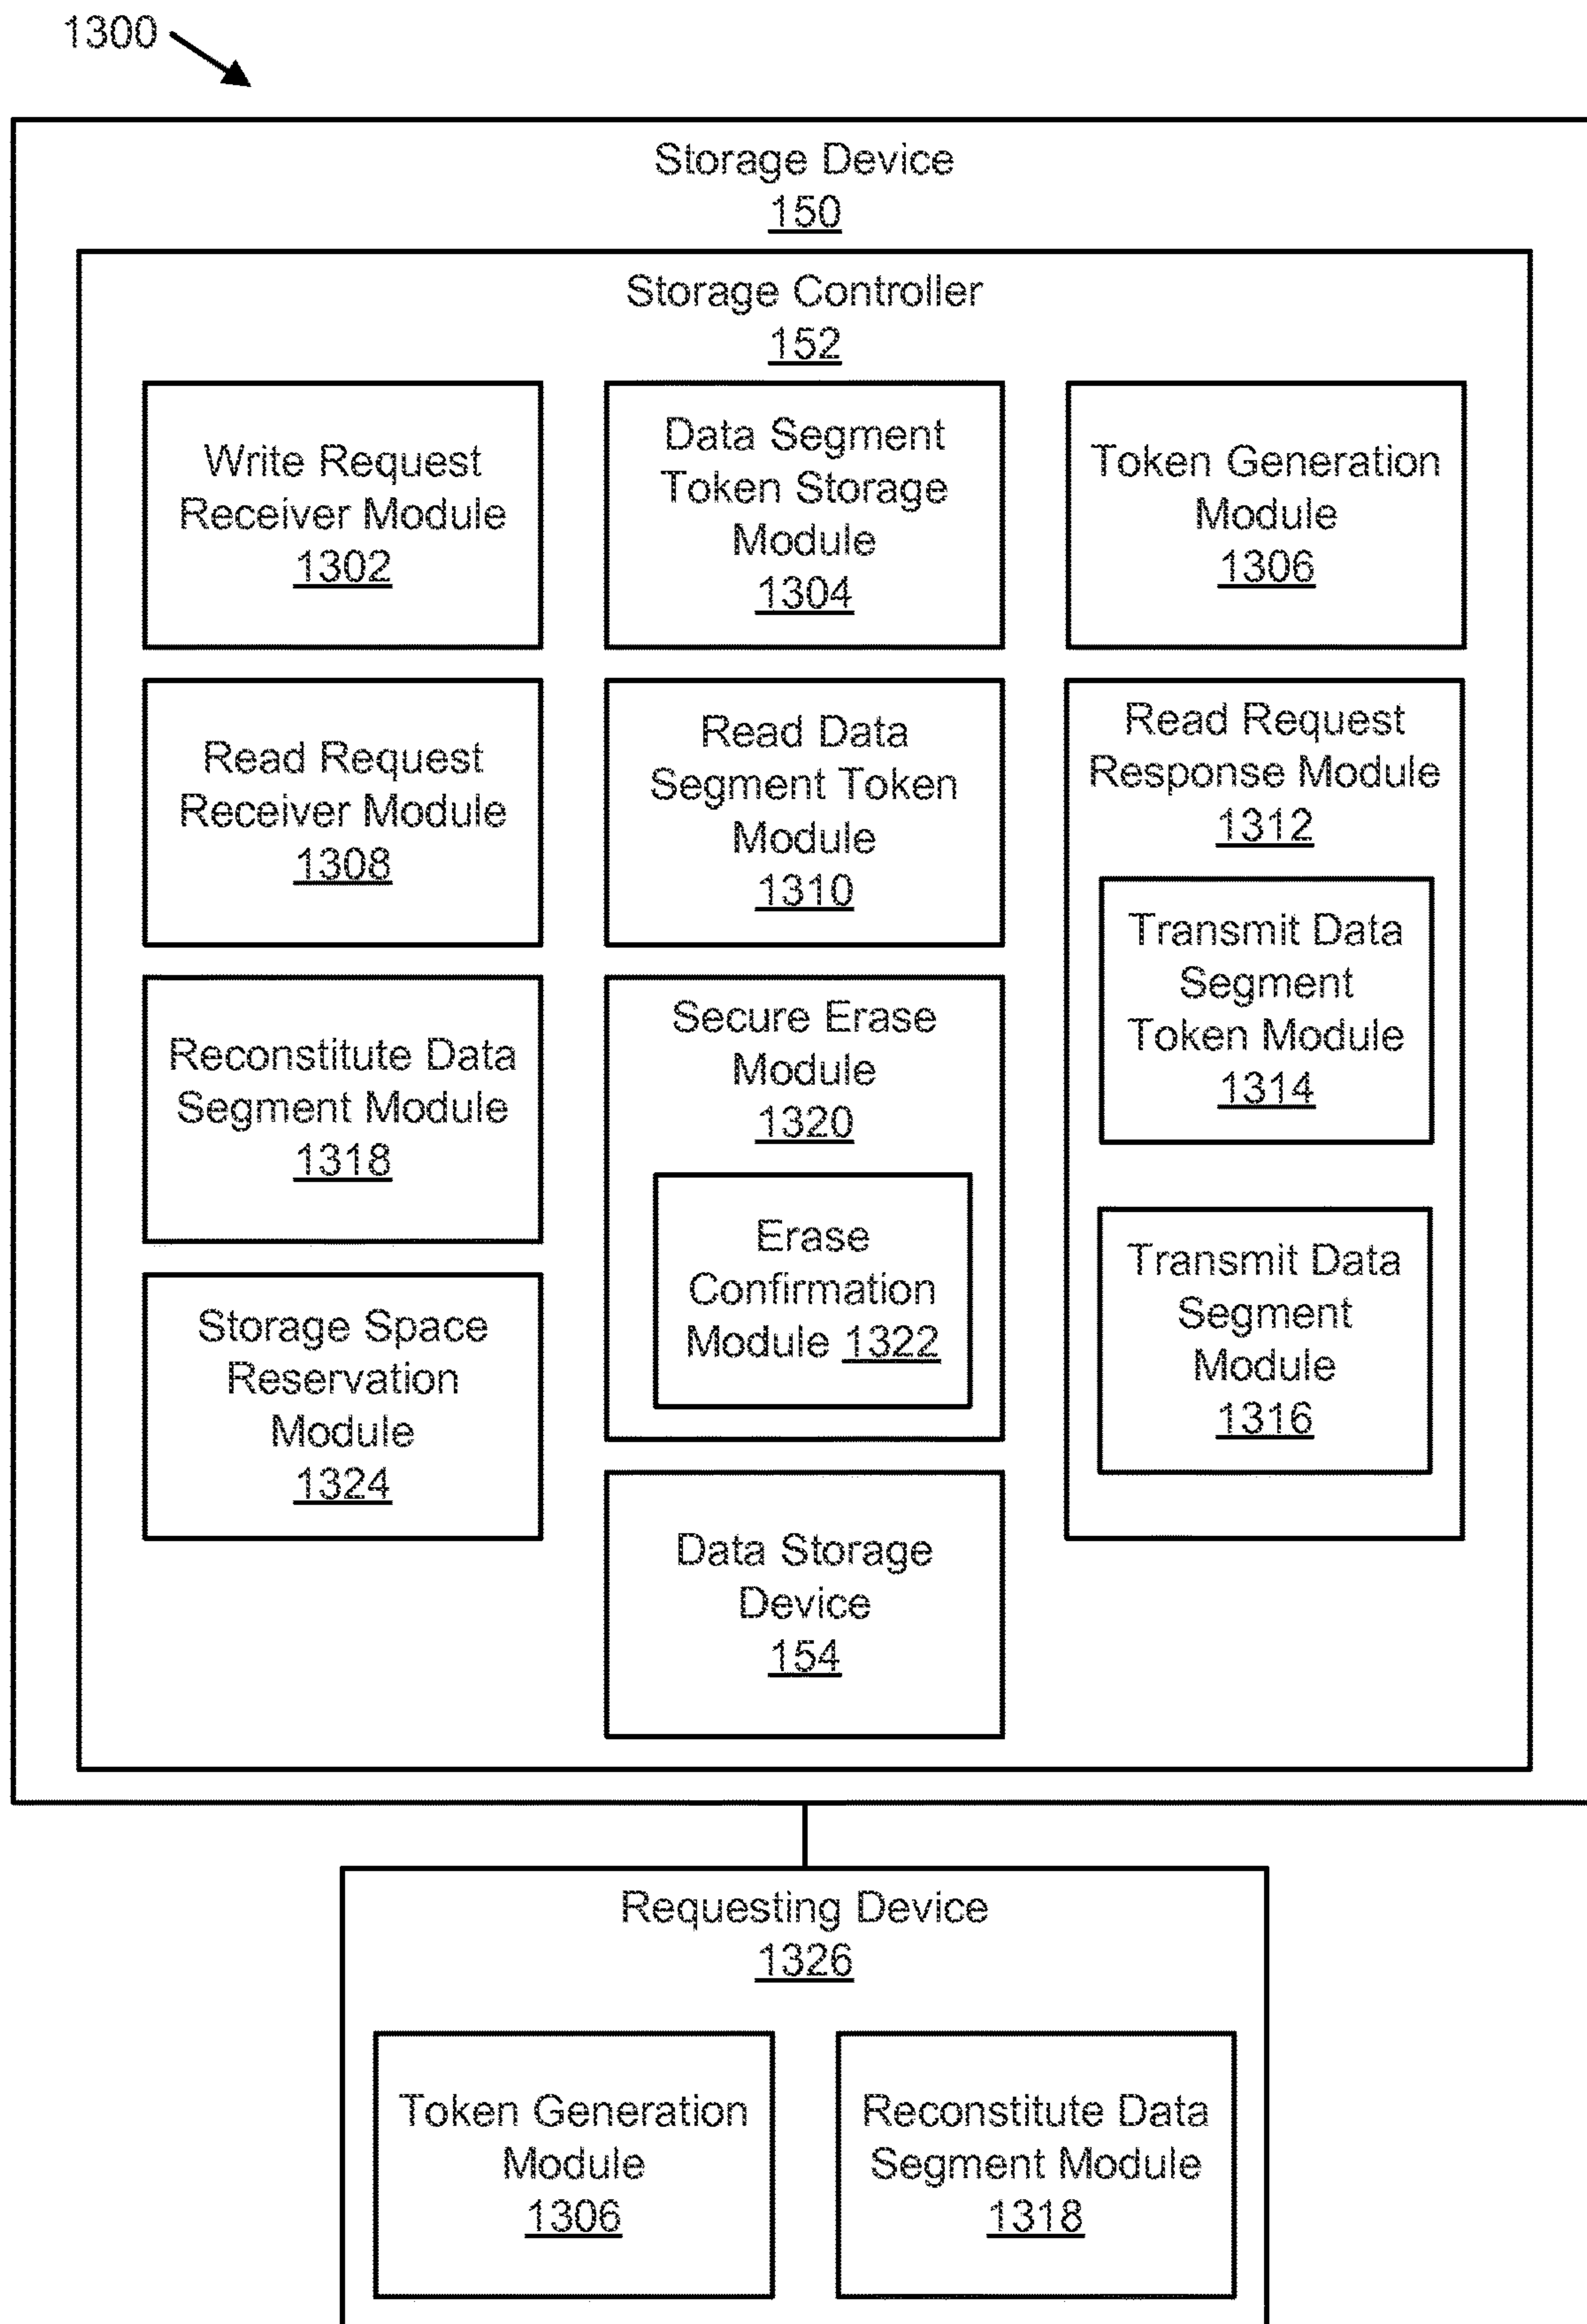 1300
Storage Device
150
Storage Controller
152
Write Request
Receiver Module
1302
Data Segment
Token Storage
Module
1304
Token Generation
Module
1306
Read Request
Receiver Module
1308
Read Data
Segment Token
Module
1310
Read Request
Response Module
1312
Transmit Data
Segment
Token Module
1314
Transmit Data
Segment
Module
1316
Reconstitute Data
Segment Module
1318
Secure Erase
Module
1320
Erase
Confirmation
Module 1322
Storage Space
Reservation
Module
1324
Data Storage
Device
154
Requesting Device
1326
Token Generation
Module
1306
Reconstitute Data
Segment Module
1318